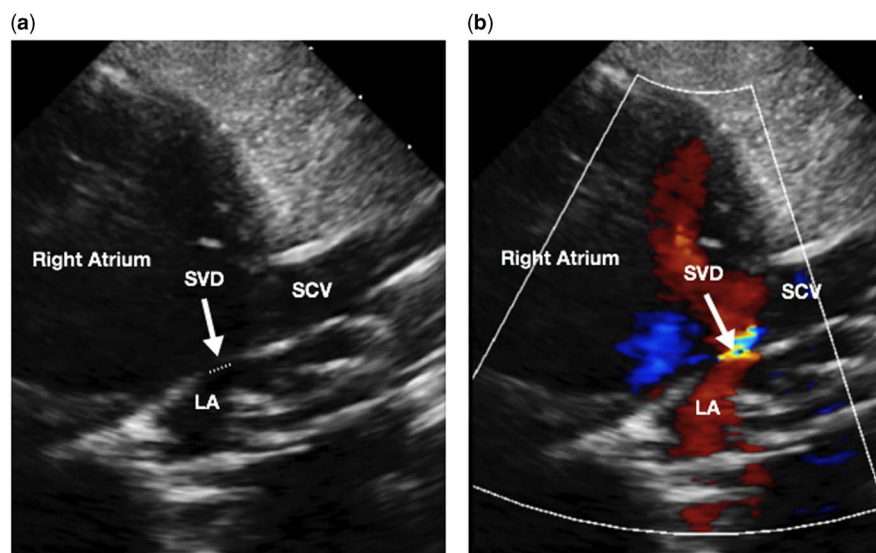 (a)
Right Atrium
SVD
SCV
LA
(b)
Right Atrium
SVD
SCV
LA